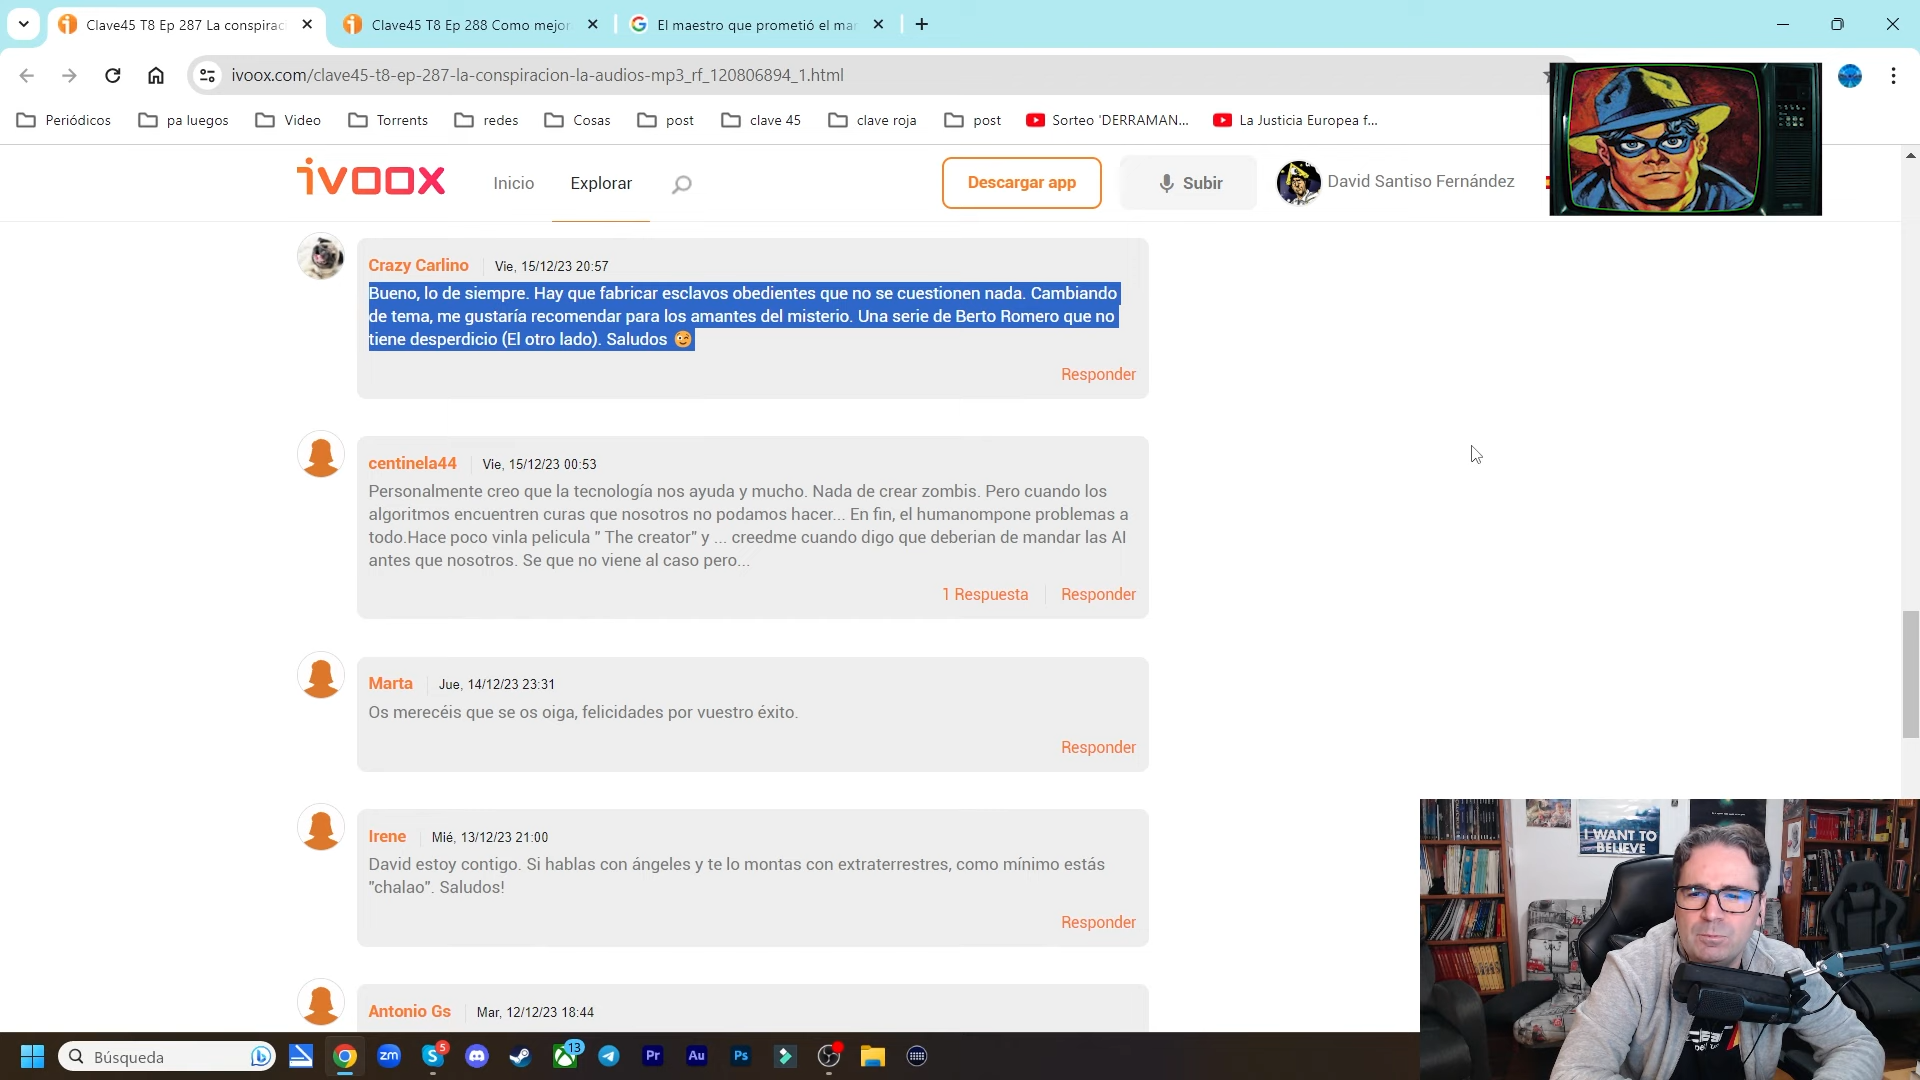 Clave45 T8 Ep 287 La conspirac
Clave45 T8 Ep 288 Como mejor
El maestro que prometió el mar
ivoox.com/clave45-t8-ep-287-la-conspiracion-la-audios-mp3_rf_120806894_1.html
Periódicos
pa luegos
Video
Torrents
redes
Cosas
post
clave 45
clave roja
post
Sorteo 'DERRAMAN...
La Justicia Europea f...
ivoox
Inicio
Explorar
Descargar app
Subir
David Santiso Fernández
Crazy Carlino Vie, 15/12/23 20:57
Bueno, lo de siempre. Hay que fabricar esclavos obedientes que no se cuestionen nada. Cambiando
de tema, me gustaría recomendar para los amantes del misterio. Una serie de Berto Romero que no
tiene desperdicio (El otro lado). Saludos 😉
Responder
centinela44 Vie, 15/12/23 00:53
Personalmente creo que la tecnología nos ayuda y mucho. Nada de crear zombis. Pero cuando los
algoritmos encuentren curas que nosotros no podamos hacer... En fin, el humanompone problemas a
todo.Hace poco vinla pelicula " The creator" y ... creedme cuando digo que deberian de mandar las AI
antes que nosotros. Se que no viene al caso pero...
1 Respuesta Responder
Marta Jue, 14/12/23 23:31
Os merecéis que se os oiga, felicidades por vuestro éxito.
Responder
Irene Mié, 13/12/23 21:00
David estoy contigo. Si hablas con ángeles y te lo montas con extraterrestres, como mínimo estás
"chalao". Saludos!
Responder
Antonio Gs Mar, 12/12/23 18:44
I WANT TO
BELIEVE
Búsqueda
zm
5
13
Pr
Au
Ps